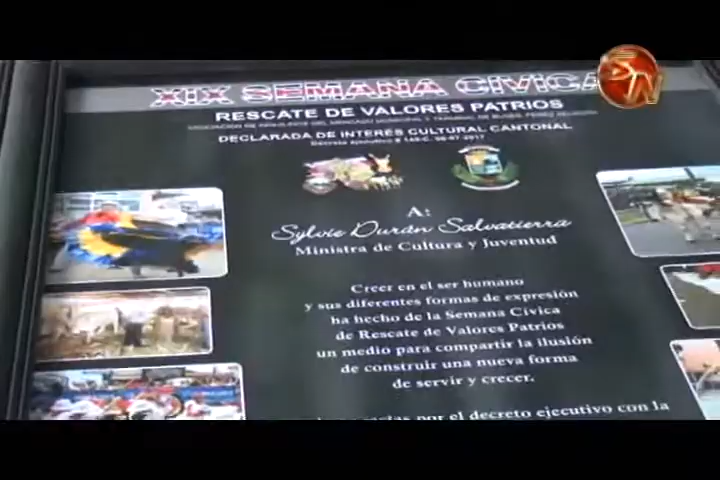 XIX SEMANA CIVICA
RESCATE DE VALORES PATRIOS
DECLARADA DE INTERÉS CULTURAL CANTONAL
A:
Sylvie Durán Salvatierra
Ministra de Cultura y Juventud
Creer en el ser humano
y sus diferentes formas de expresión
ha hecho de la Semana Cívica
de Rescate de Valores Patrios
un medio para compartir la ilusión
de construir una nueva forma
de servir y crecer.
por el decreto ejecutivo con la